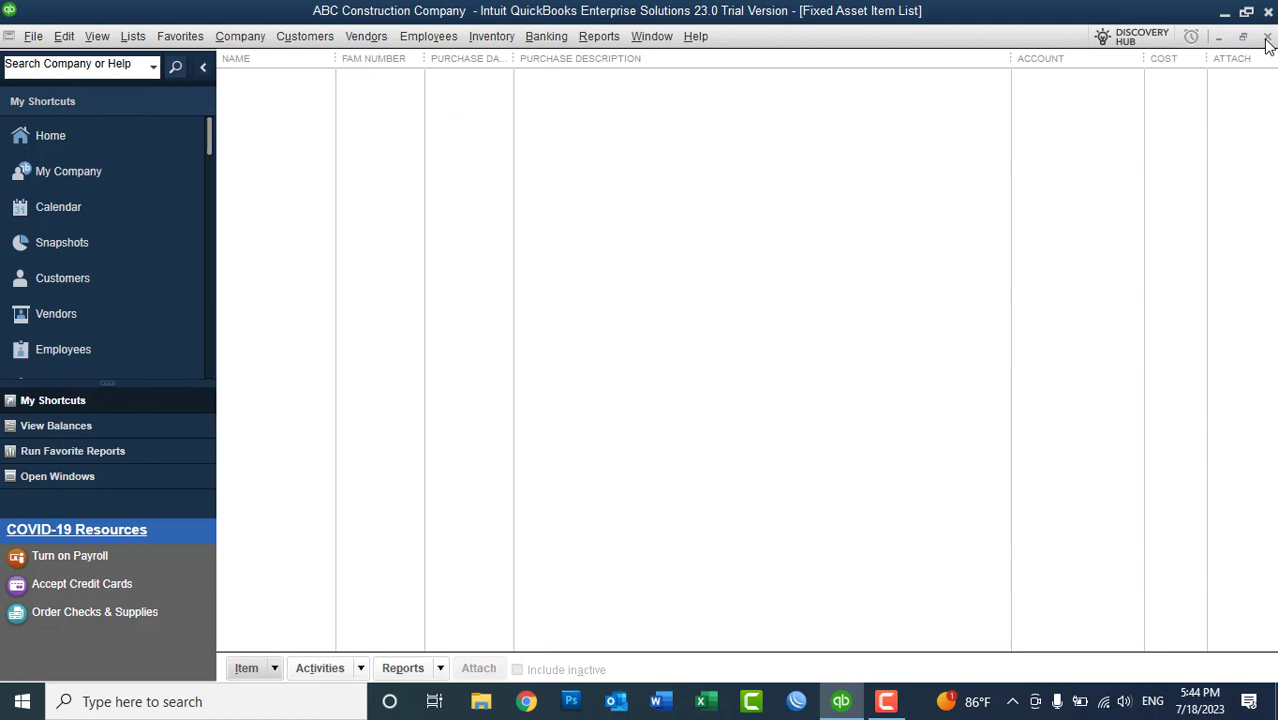 ABC Construction Company - Intuit QuickBooks Enterprise Solutions 23.0 Trial Version - [Fixed Asset Item List]
File Edit View Lists Favorites Company Customers Vendors Employees Inventory Banking Reports Window Help
DISCOVERY
HUB
Search Company or Help
NAME FAM NUMBER PURCHASE DA... PURCHASE DESCRIPTION ACCOUNT COST ATTACH
My Shortcuts
Home
My Company
31
Calendar
Snapshots
Customers
Vendors
Employees
My Shortcuts
View Balances
Run Favorite Reports
Open Windows
COVID-19 Resources
Turn on Payroll
Accept Credit Cards
Order Checks & Supplies
Item Activities Reports Attach Include inactive
Type here to search
1 86°F ENG
5:44 PM
7/18/2023